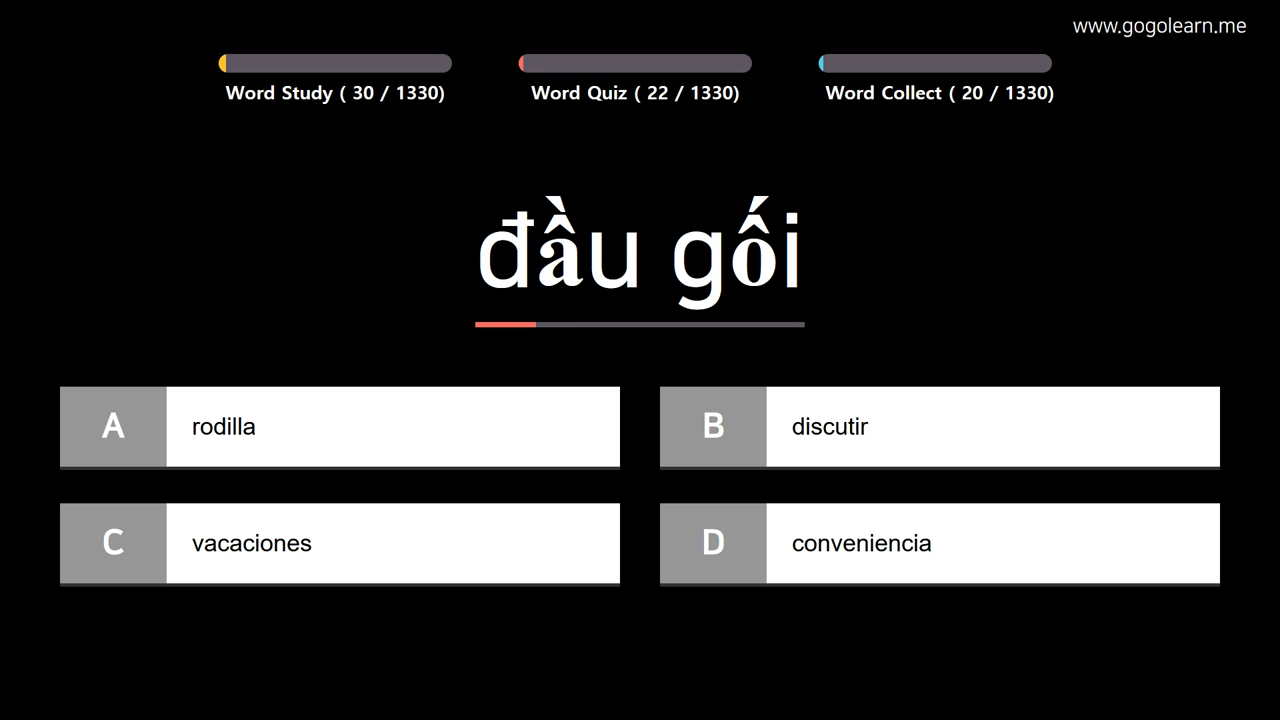 www.gogolearn.me
Word Study ( 30 / 1330)
Word Quiz ( 22 / 1330)
Word Collect ( 20 / 1330)
đầu gối
A rodilla
B discutir
C vacaciones
D conveniencia